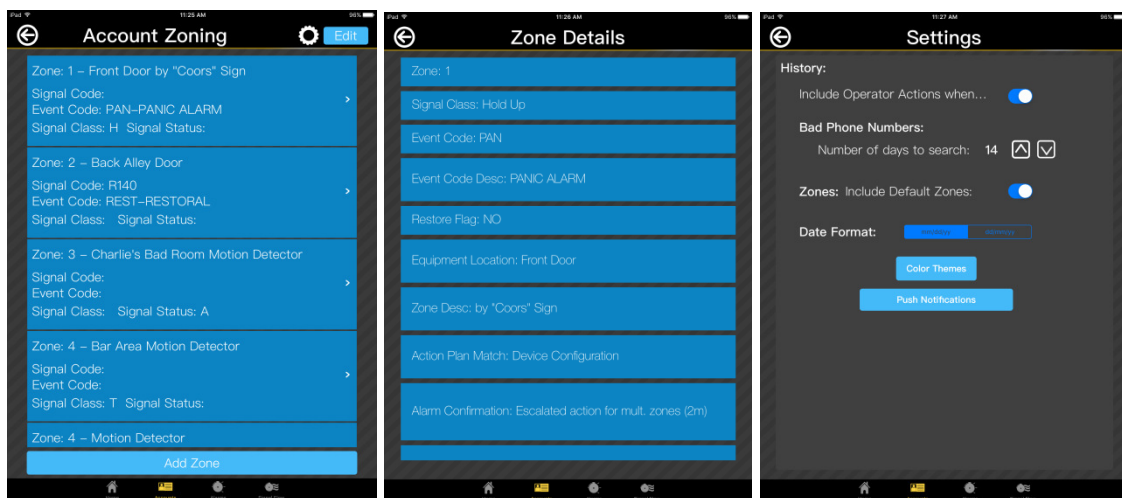 iPad
11:25 AM
96%
Account Zoning
Edit
Zone: 1 – Front Door by "Coors" Sign
Signal Code:
Event Code: PAN–PANIC ALARM
Signal Class: H Signal Status:
Zone: 2 – Back Alley Door
Signal Code: R140
Event Code: REST–RESTORAL
Signal Class: Signal Status:
Zone: 3 – Charlie's Bad Room Motion Detector
Signal Code:
Event Code:
Signal Class: Signal Status: A
Zone: 4 – Bar Area Motion Detector
Signal Code:
Event Code:
Signal Class: T Signal Status:
Zone: 4 – Motion Detector
Add Zone
iPad
11:26 AM
96%
Zone Details
Zone: 1
Signal Class: Hold Up
Event Code: PAN
Event Code Desc: PANIC ALARM
Restore Flag: NO
Equipment Location: Front Door
Zone Desc: by "Coors" Sign
Action Plan Match: Device Configuration
Alarm Confirmation: Escalated action for mult. zones (2m)
iPad
11:27 AM
96%
Settings
History:
Include Operator Actions when...
Bad Phone Numbers:
Number of days to search: 14
Zones: Include Default Zones:
Date Format:
Color Themes
Push Notifications